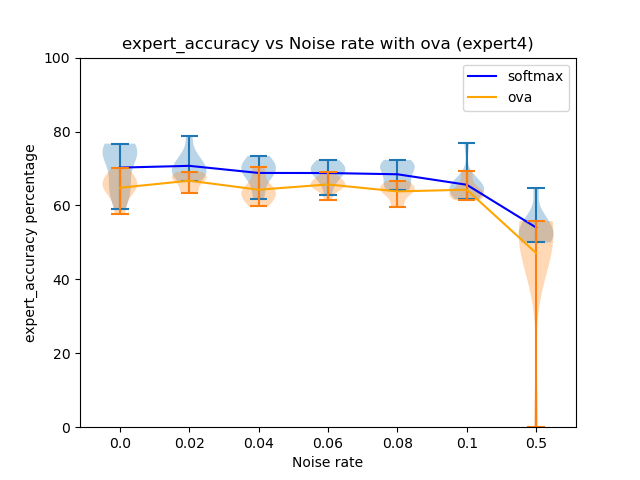 expert_accuracy vs Noise rate with ova (expert4)
softmax
ova
100
80
60
40
20
0
expert_accuracy percentage
0.0 0.02 0.04 0.06 0.08 0.1 0.5
Noise rate